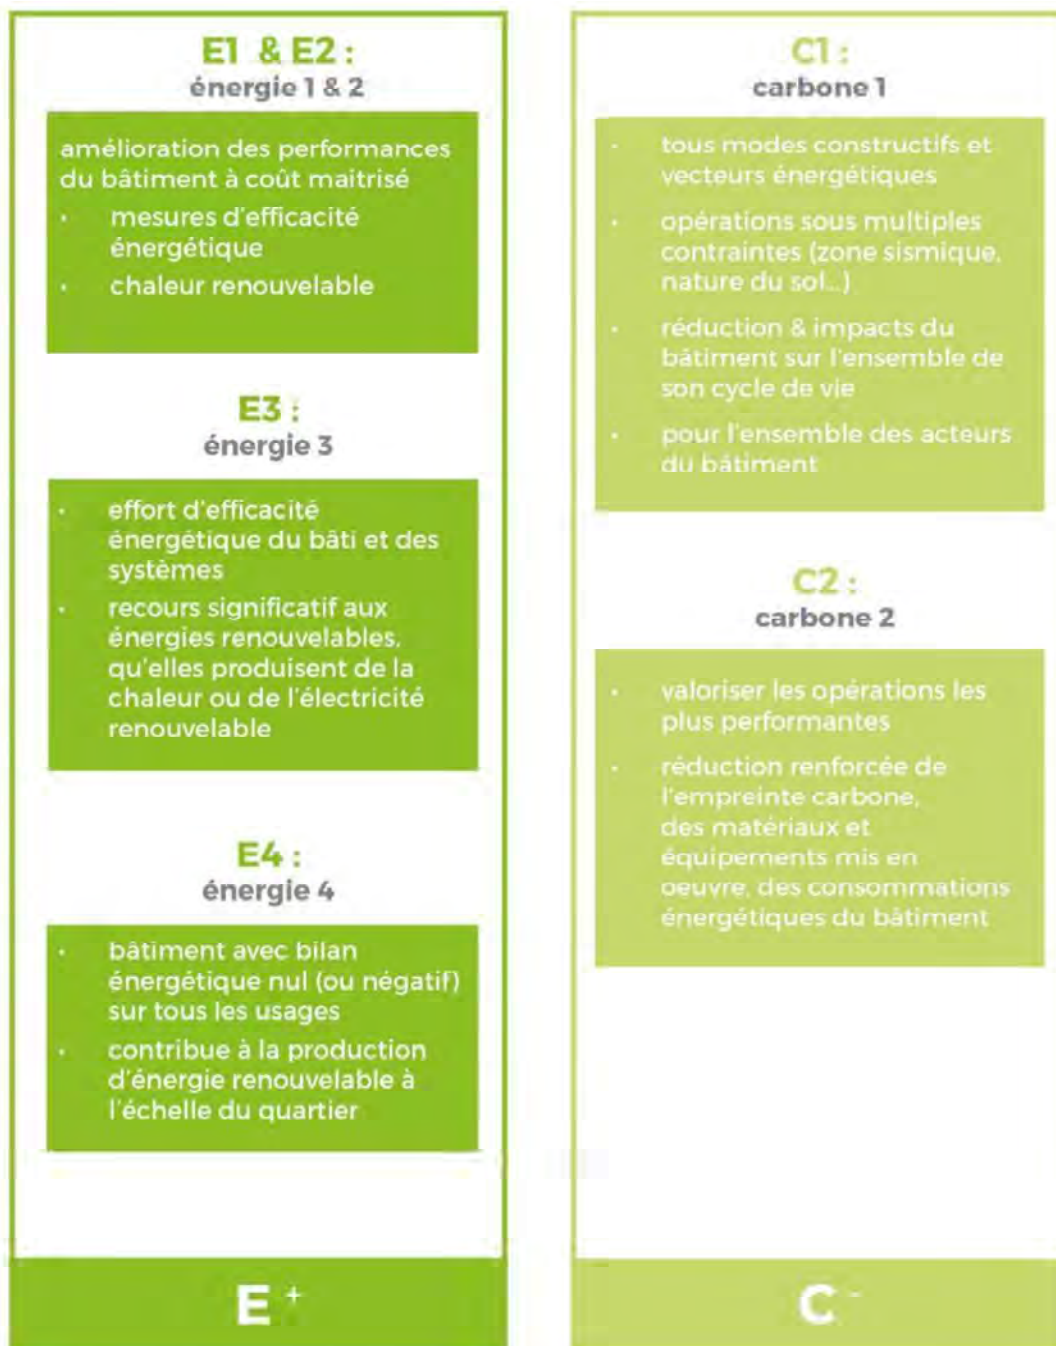 E1 & E2 :
énergie 1 & 2
amélioration des performances
du bâtiment à coût maitrisé
• mesures d'efficacité
énergétique
• chaleur renouvelable
E3 :
énergie 3
• effort d'efficacité
énergétique du bâti et des
systèmes
• recours significatif aux
énergies renouvelables,
qu'elles produisent de la
chaleur ou de l'électricité
renouvelable
E4 :
énergie 4
• bâtiment avec bilan
énergétique nul (ou négatif)
sur tous les usages
• contribue à la production
d'énergie renouvelable à
l'échelle du quartier
E +
C1 :
carbone 1
• tous modes constructifs et
vecteurs énergétiques
• opérations sous multiples
contraintes (zone sismique,
nature du sol...)
• réduction & impacts du
bâtiment sur l'ensemble de
son cycle de vie
• pour l'ensemble des acteurs
du bâtiment
C2 :
carbone 2
• valoriser les opérations les
plus performantes
• réduction renforcée de
l'empreinte carbone,
des matériaux et
équipements mis en
oeuvre, des consommations
énergétiques du bâtiment
C -